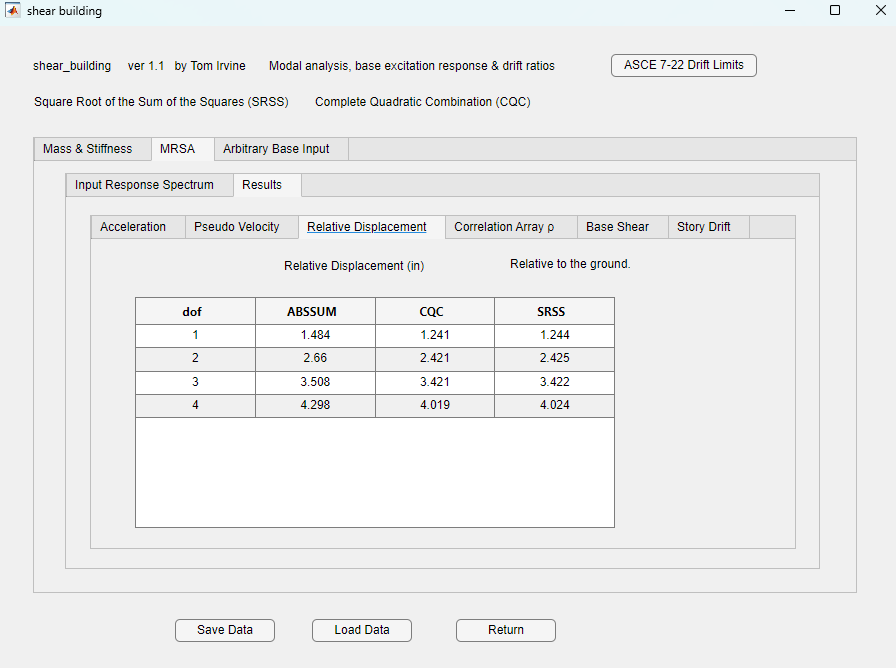 shear building
shear_building ver 1.1 by Tom Irvine Modal analysis, base excitation response & drift ratios ASCE 7-22 Drift Limits
Square Root of the Sum of the Squares (SRSS) Complete Quadratic Combination (CQC)
Mass & Stiffness MRSA Arbitrary Base Input
Input Response Spectrum Results
Acceleration Pseudo Velocity Relative Displacement Correlation Array ρ Base Shear Story Drift
Relative Displacement (in) Relative to the ground.
dof ABSSUM CQC SRSS
1 1.484 1.241 1.244
2 2.66 2.421 2.425
3 3.508 3.421 3.422
4 4.298 4.019 4.024
Save Data Load Data Return